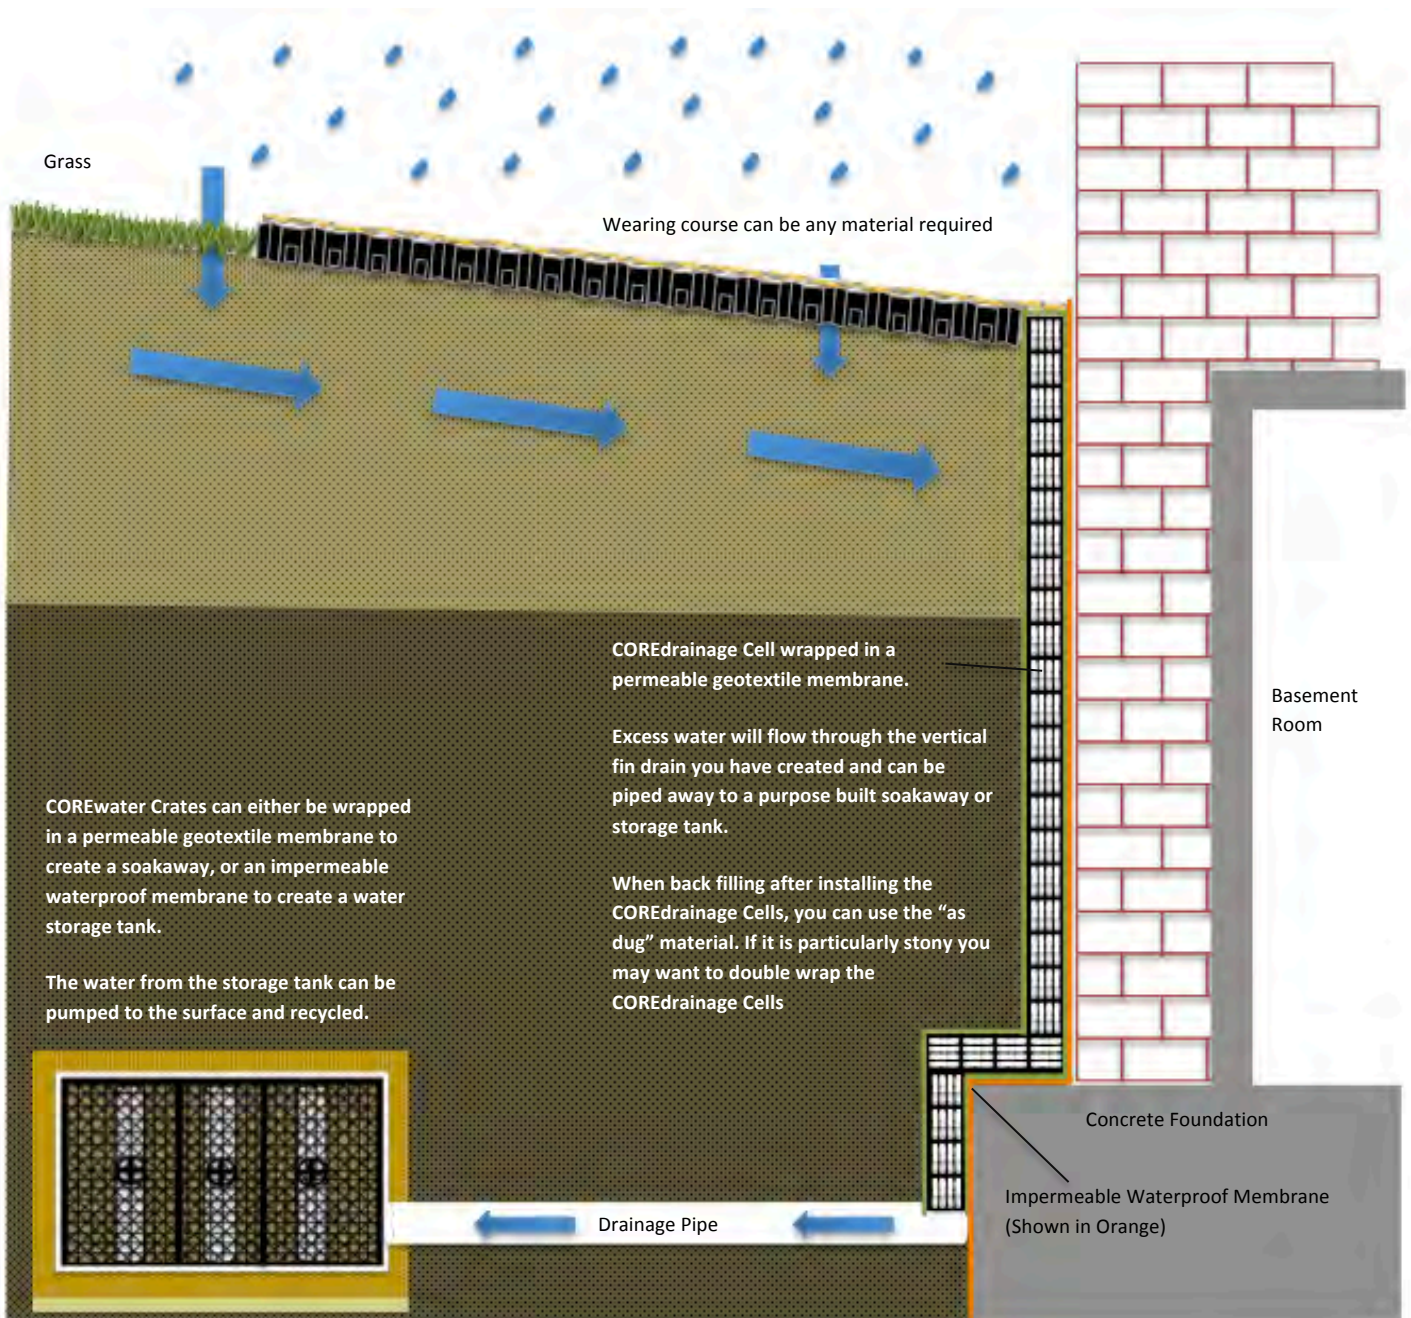 Grass
Wearing course can be any material required
COREdrainage Cell wrapped in a
permeable geotextile membrane.
Excess water will flow through the vertical
fin drain you have created and can be
piped away to a purpose built soakaway or
storage tank.
When back filling after installing the
COREdrainage Cells, you can use the “as
dug” material. If it is particularly stony you
may want to double wrap the
COREdrainage Cells
Basement
Room
COREwater Crates can either be wrapped
in a permeable geotextile membrane to
create a soakaway, or an impermeable
waterproof membrane to create a water
storage tank.
The water from the storage tank can be
pumped to the surface and recycled.
Concrete Foundation
Impermeable Waterproof Membrane
(Shown in Orange)
Drainage Pipe